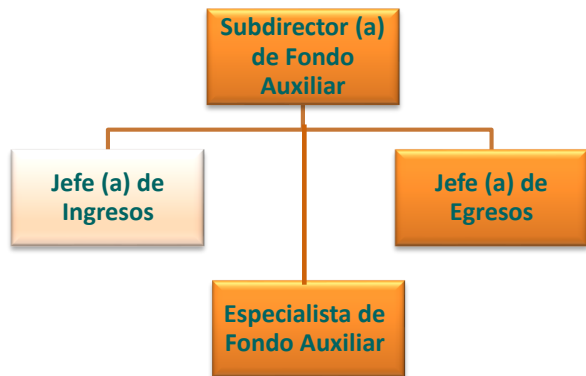 Subdirector (a)
de Fondo
Auxiliar
Jefe (a) de
Ingresos
Jefe (a) de
Egresos
Especialista de
Fondo Auxiliar